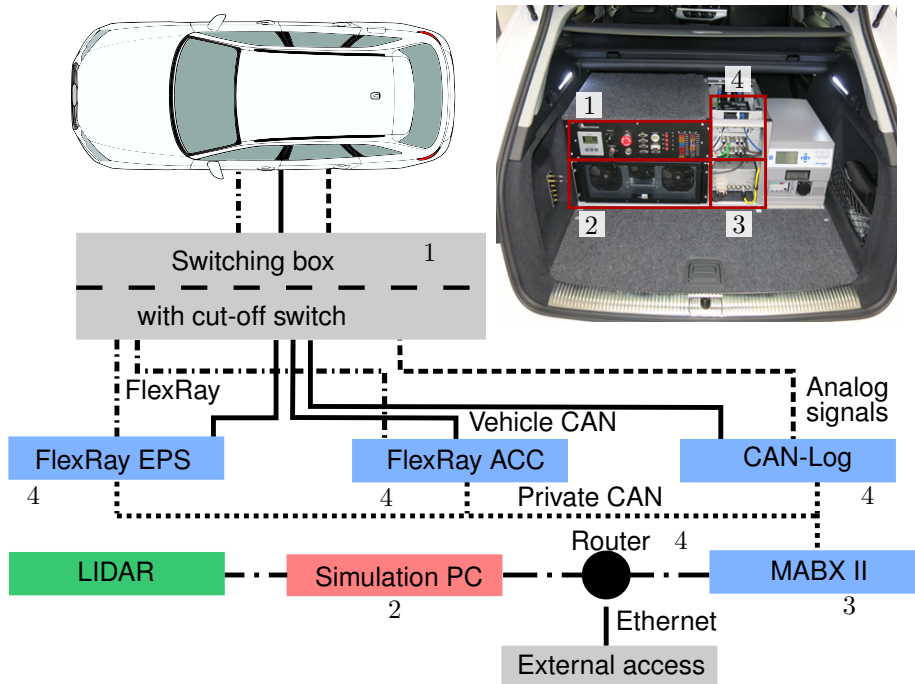 4
1
2
3
Switching box
1
with cut-off switch
FlexRay
Analog
signals
Vehicle CAN
FlexRay EPS
FlexRay ACC
CAN-Log
4
4
4
Private CAN
Router
4
LIDAR
Simulation PC
MABX II
2
3
Ethernet
External access